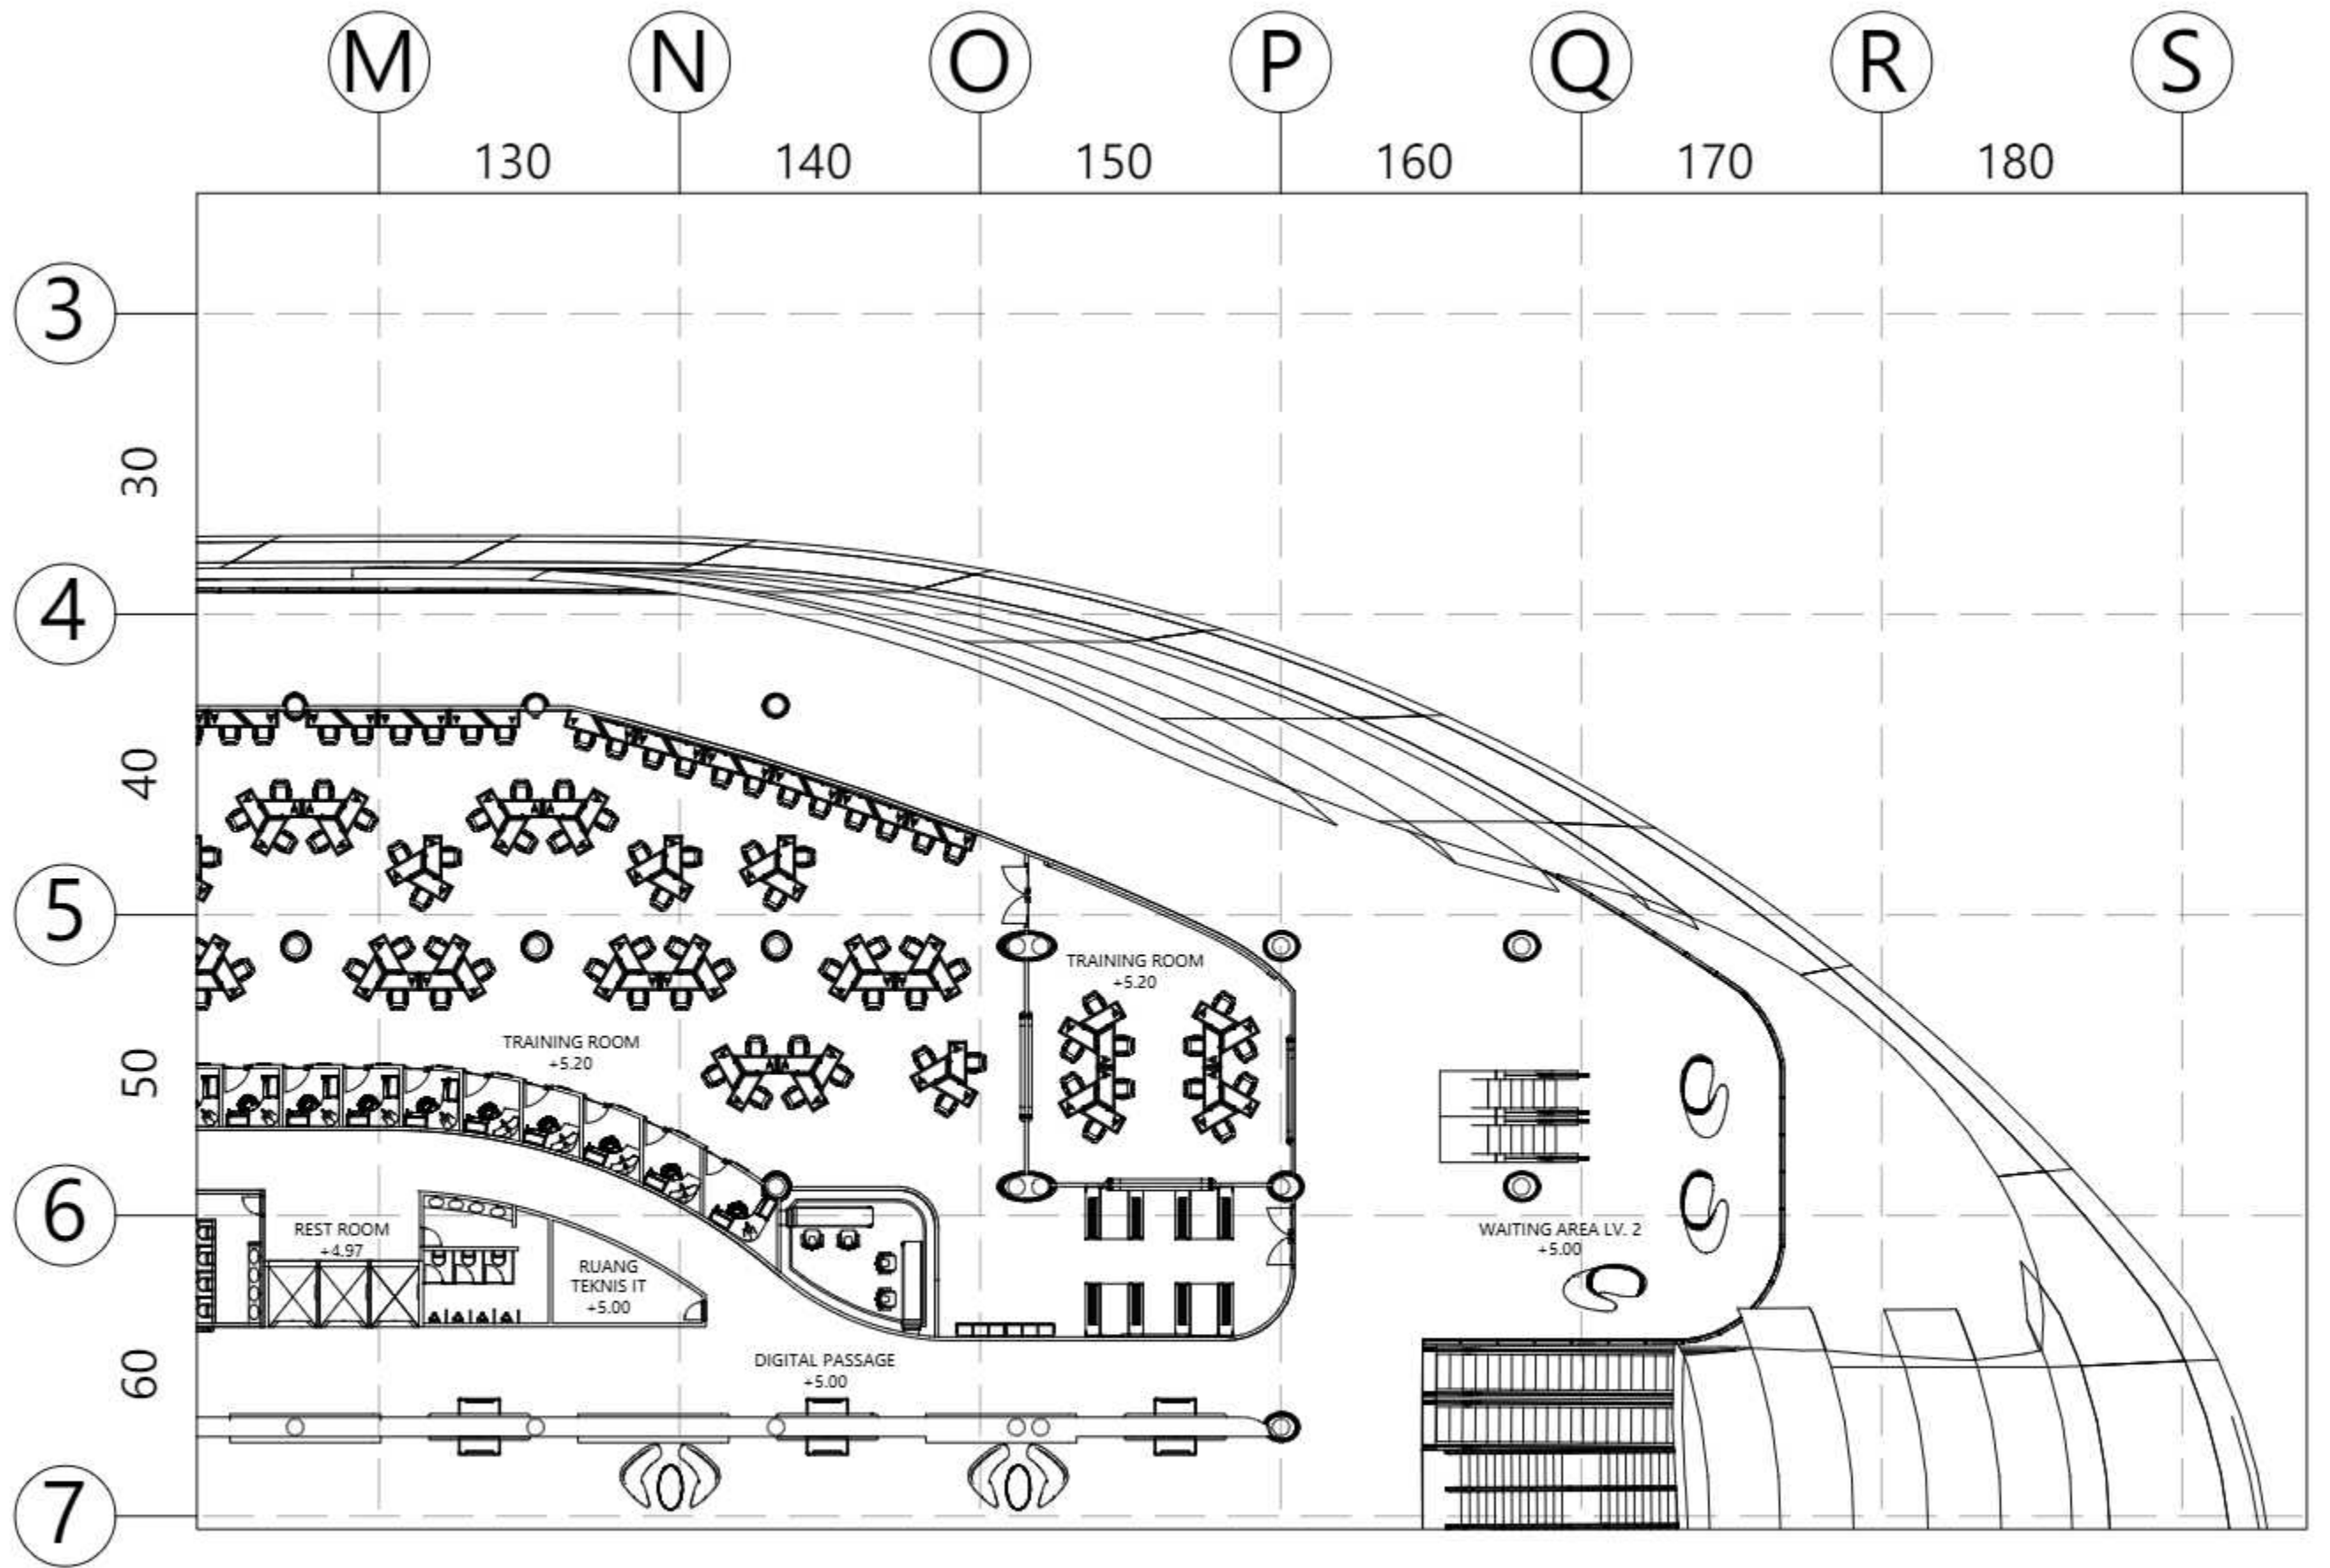 M N O P Q R S
130 140 150 160 170 180
3
30
4
40
5
TRAINING ROOM
+5.20
TRAINING ROOM
+5.20
50
6
REST ROOM
+4.97
WAITING AREA LV. 2
+5.00
RUANG
TEKNIS IT
+5.00
DIGITAL PASSAGE
+5.00
60
7